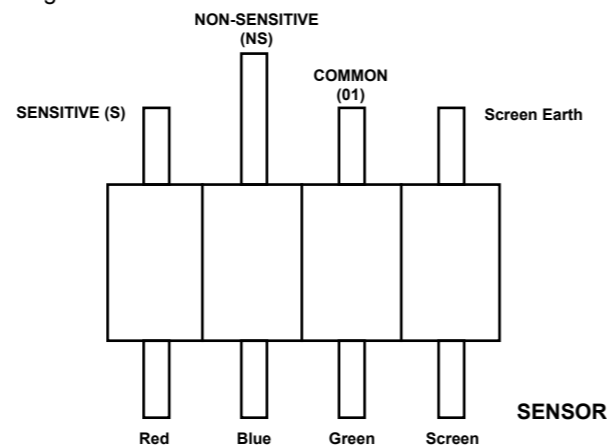 NON-SENSITIVE
(NS)
COMMON
(01)
SENSITIVE (S)
Screen Earth
SENSOR
Red
Blue
Green
Screen